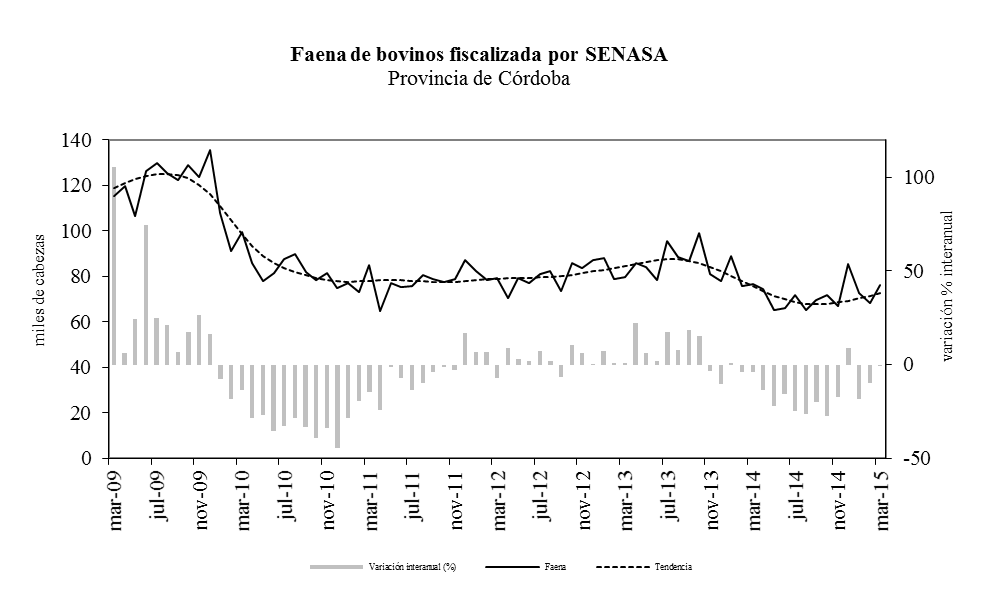 Faena de bovinos fiscalizada por SENASA
Provincia de Córdoba
miles de cabezas
140
120
100
80
60
40
20
0
100
50
0
-50
variación % interanual
mar-09
jul-09
nov-09
mar-10
jul-10
nov-10
mar-11
jul-11
nov-11
mar-12
jul-12
nov-12
mar-13
jul-13
nov-13
mar-14
jul-14
nov-14
mar-15
Variación interanual (%)
Faena
Tendencia